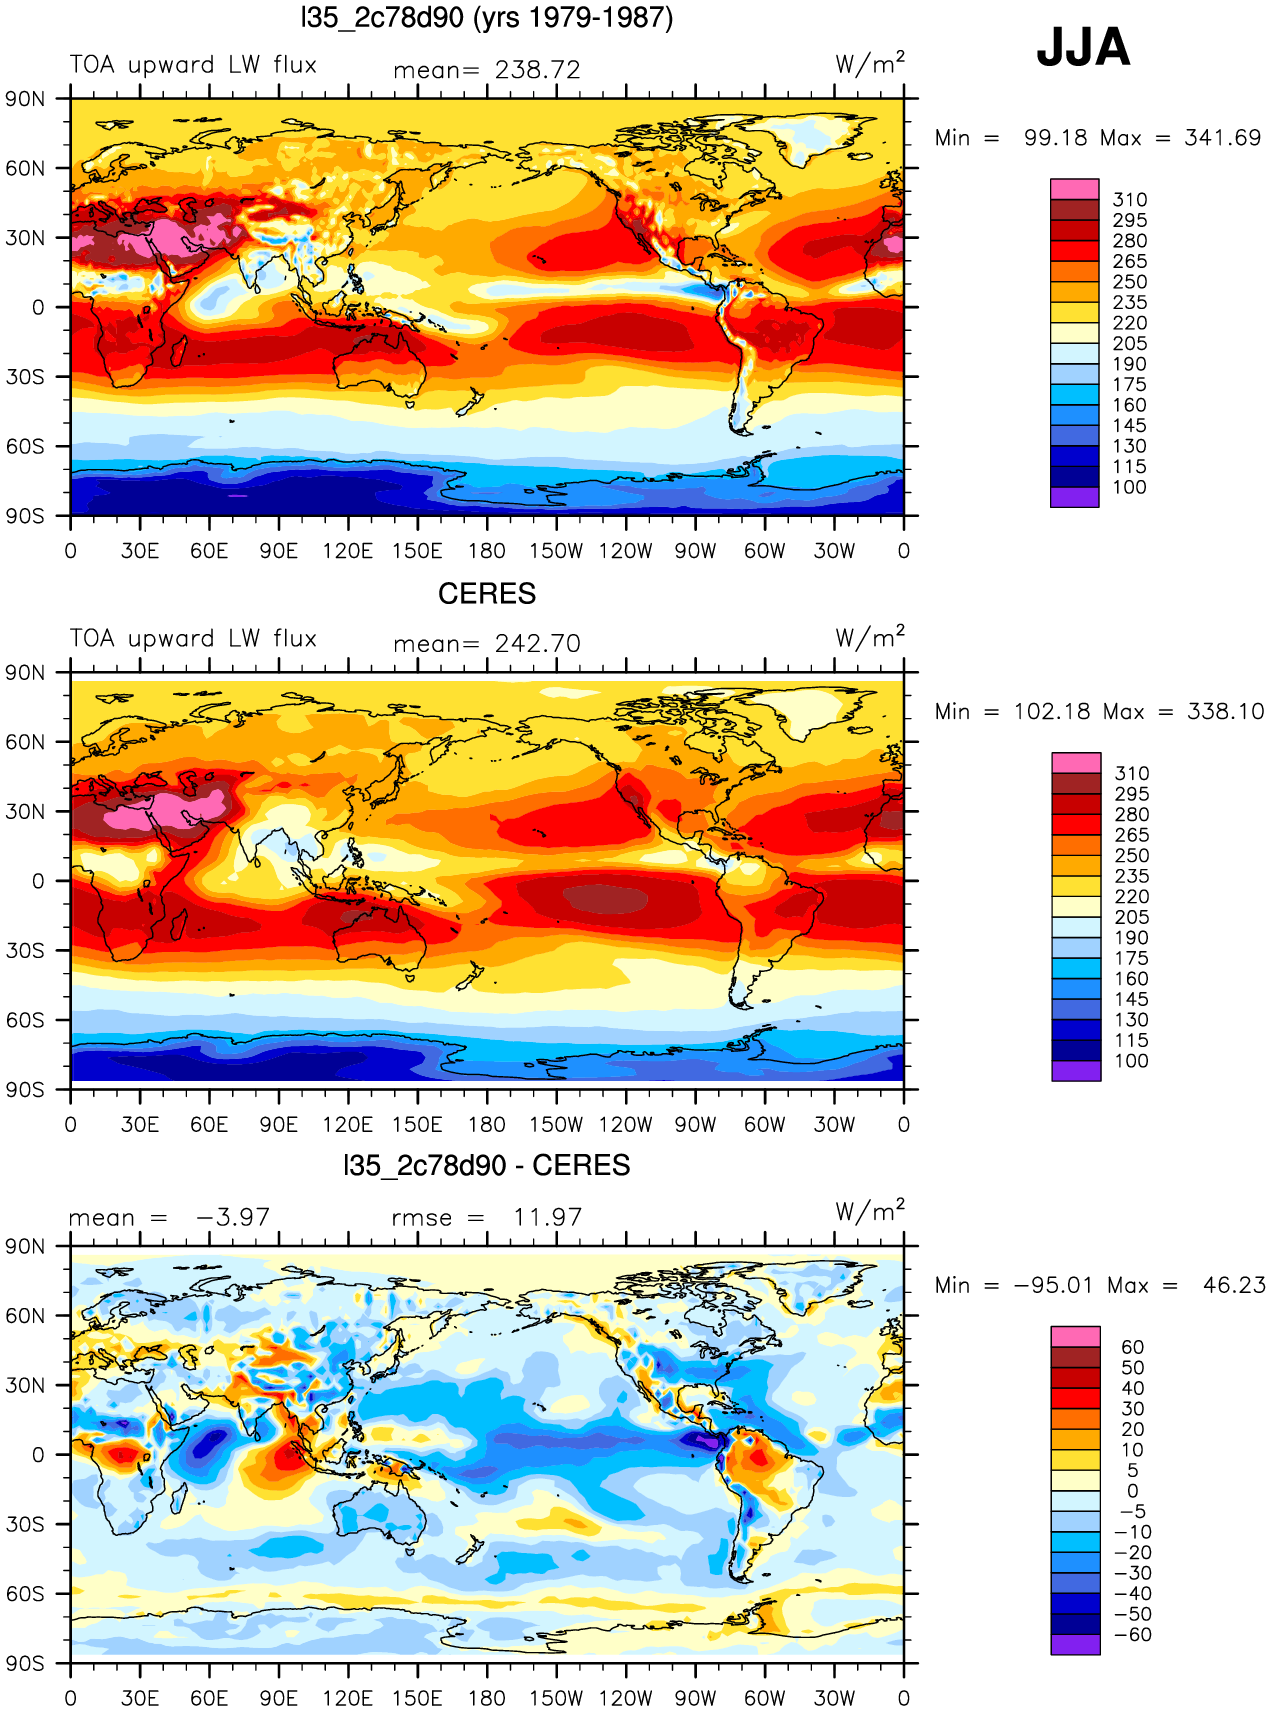 l35_2c78d90 (yrs 1979-1987)
JJA
TOA upward LW flux mean= 238.72 W/m²
Min = 99.18 Max = 341.69
90N
60N
30N
0
30S
60S
90S
0 30E 60E 90E 120E 150E 180 150W 120W 90W 60W 30W 0
310
295
280
265
250
235
220
205
190
175
160
145
130
115
100
CERES
TOA upward LW flux mean= 242.70 W/m²
Min = 102.18 Max = 338.10
90N
60N
30N
0
30S
60S
90S
0 30E 60E 90E 120E 150E 180 150W 120W 90W 60W 30W 0
310
295
280
265
250
235
220
205
190
175
160
145
130
115
100
l35_2c78d90 - CERES
mean = −3.97 rmse = 11.97 W/m²
Min = −95.01 Max = 46.23
90N
60N
30N
0
30S
60S
90S
0 30E 60E 90E 120E 150E 180 150W 120W 90W 60W 30W 0
60
50
40
30
20
10
5
0
−5
−10
−20
−30
−40
−50
−60